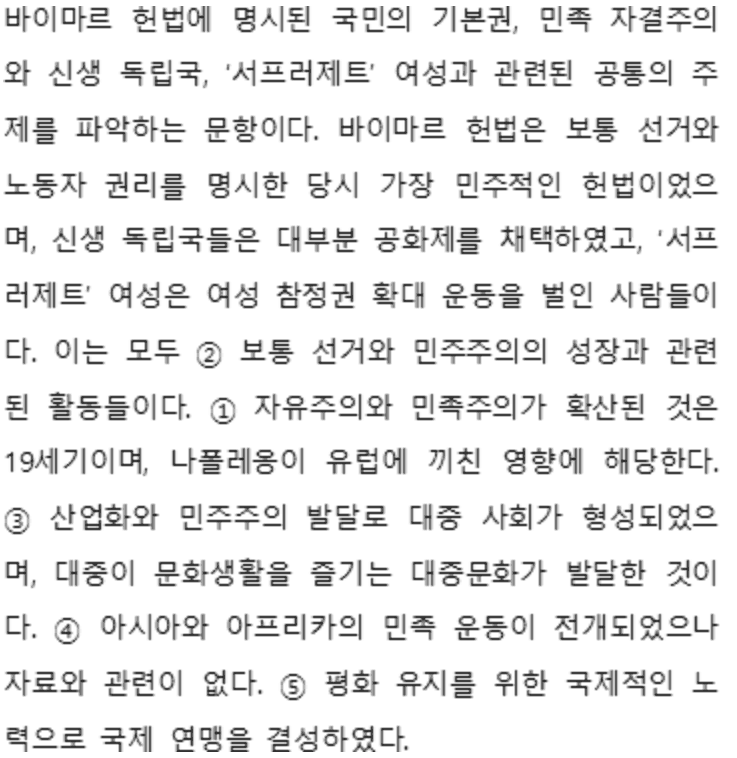 바이마르 헌법에 명시된 국민의 기본권, 민족 자결주의
와 신생 독립국, ‘서프러제트’ 여성과 관련된 공통의 주
제를 파악하는 문항이다. 바이마르 헌법은 보통 선거와
노동자 권리를 명시한 당시 가장 민주적인 헌법이었으
며, 신생 독립국들은 대부분 공화제를 채택하였고, ‘서프
러제트’ 여성은 여성 참정권 확대 운동을 벌인 사람들이
다. 이는 모두 ② 보통 선거와 민주주의의 성장과 관련
된 활동들이다. ① 자유주의와 민족주의가 확산된 것은
19세기이며, 나폴레옹이 유럽에 끼친 영향에 해당한다.
③ 산업화와 민주주의 발달로 대중 사회가 형성되었으
며, 대중이 문화생활을 즐기는 대중문화가 발달한 것이
다. ④ 아시아와 아프리카의 민족 운동이 전개되었으나
자료와 관련이 없다. ⑤ 평화 유지를 위한 국제적인 노
력으로 국제 연맹을 결성하였다.